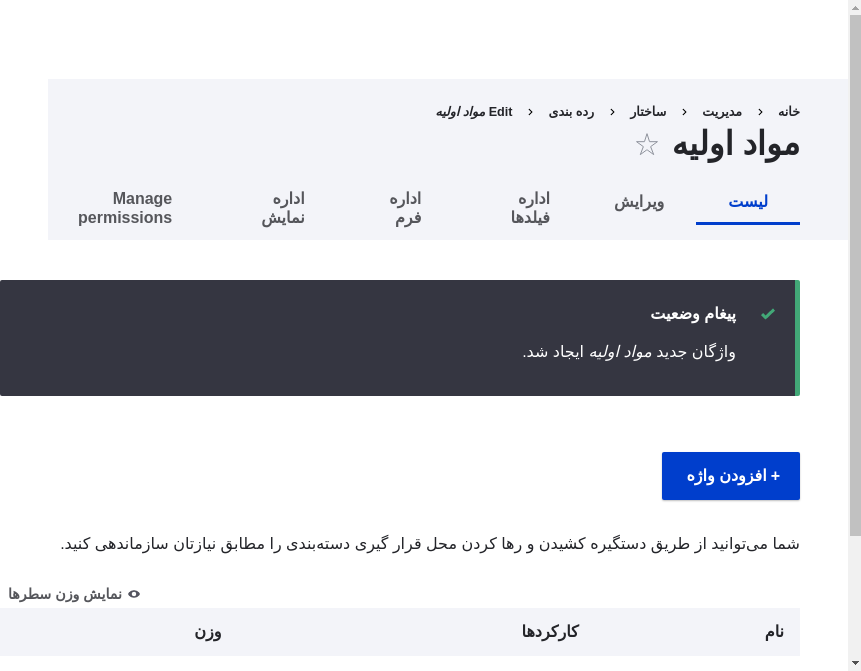 خانه › مدیریت › ساختار › رده بندی › Edit مواد اولیه
مواد اولیه ☆
لیست
ویرایش
اداره فیلدها
اداره فرم
اداره نمایش
Manage permissions
پیغام وضعیت
واژگان جدید مواد اولیه ایجاد شد.
+ افزودن واژه
شما می‌توانید از طریق دستگیره کشیدن و رها کردن محل قرار گیری دسته‌بندی را مطابق نیازتان سازماندهی کنید.
نمایش وزن سطرها
نام کارکردها وزن